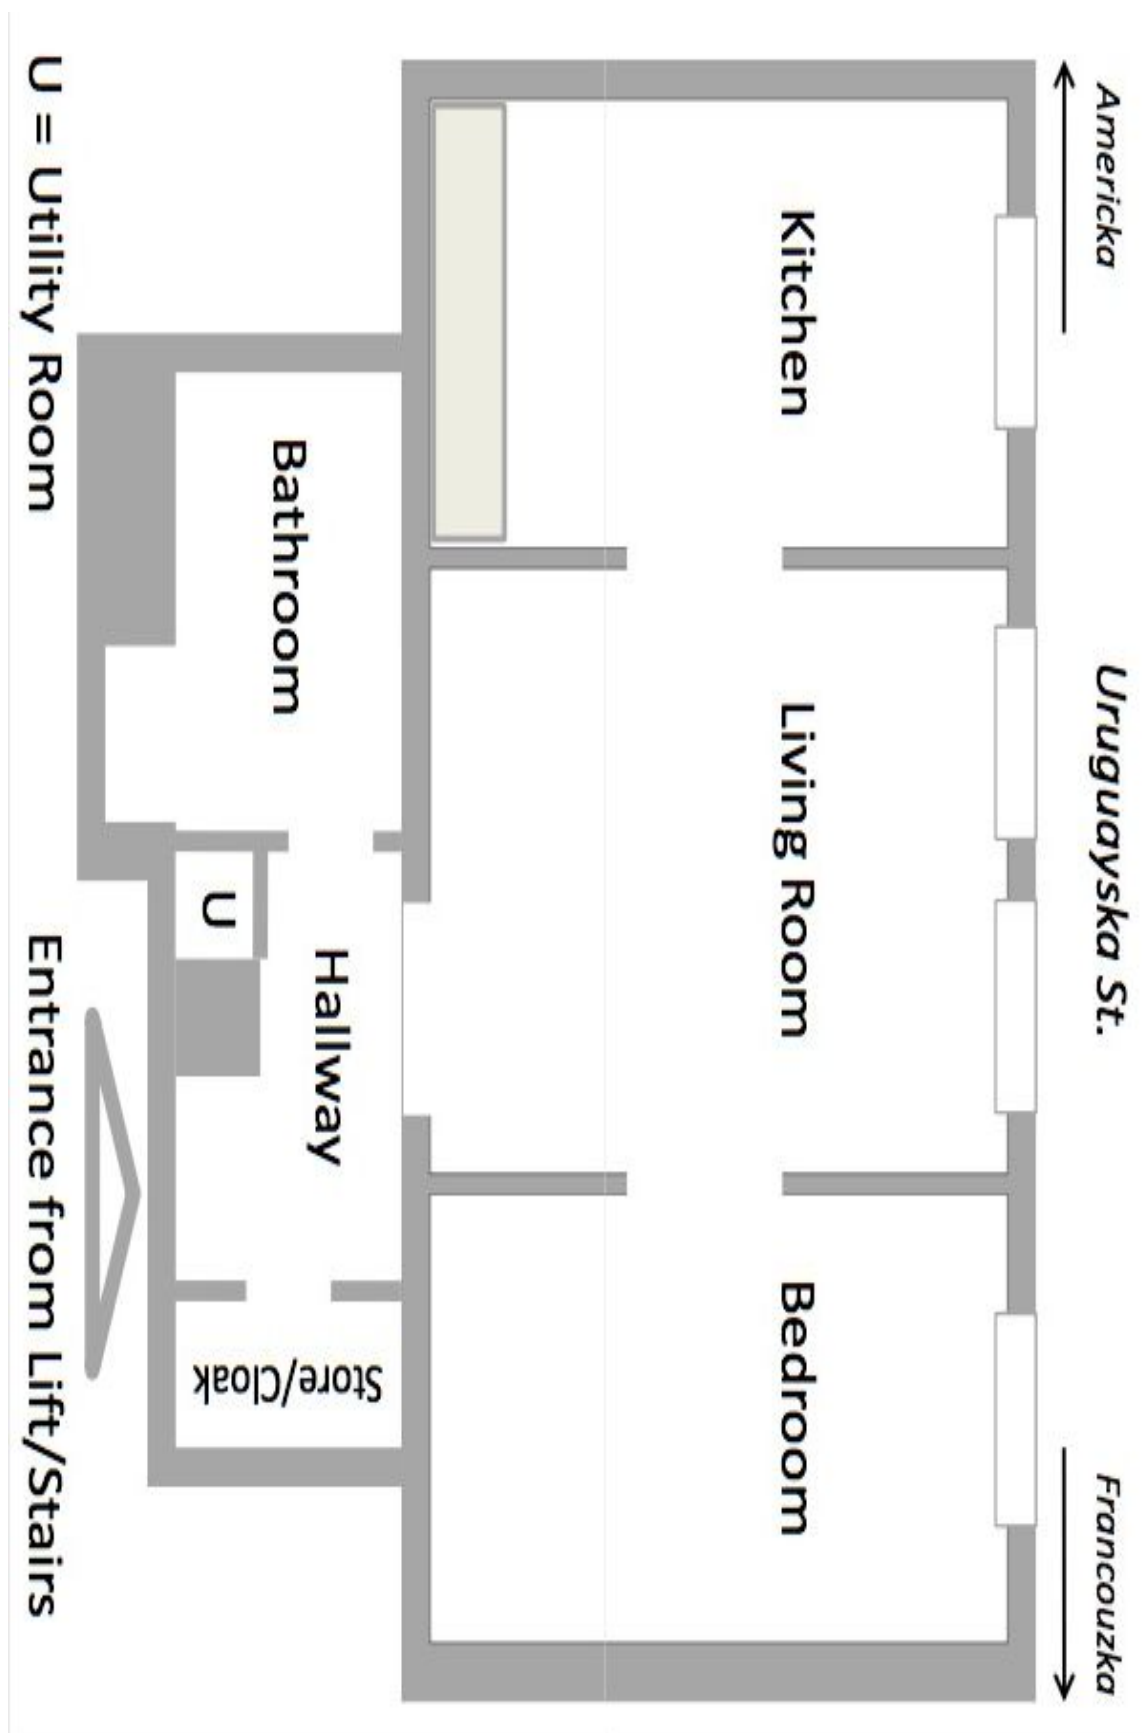 Americka
Uruguayska St.
Francouzka
Kitchen
Living Room
Bedroom
Bathroom
Hallway
U
Store/Cloak
U = Utility Room
Entrance from Lift/Stairs